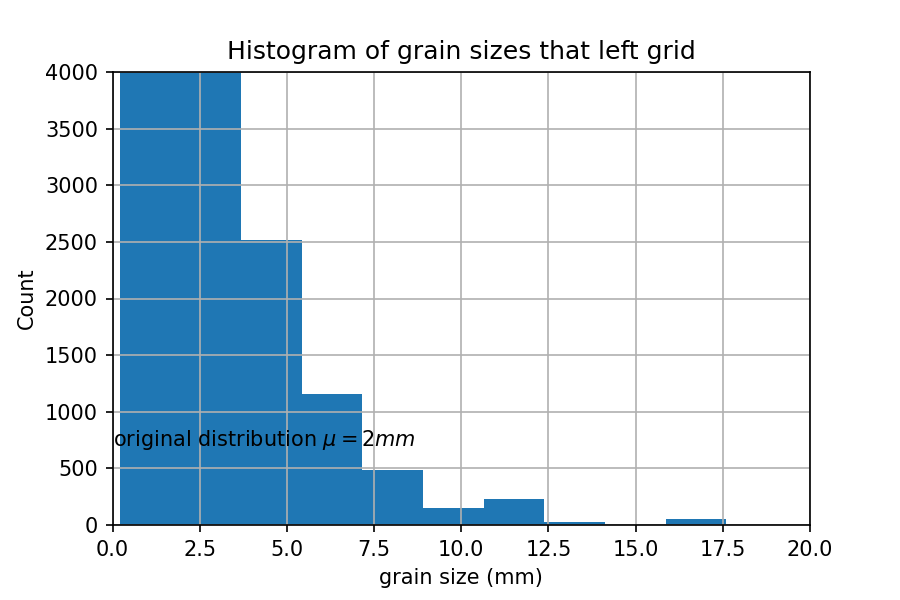 Histogram of grain sizes that left grid
4000
3500
3000
2500
2000
1500
1000
500
0
Count
original distribution μ = 2mm
0.0 2.5 5.0 7.5 10.0 12.5 15.0 17.5 20.0
grain size (mm)